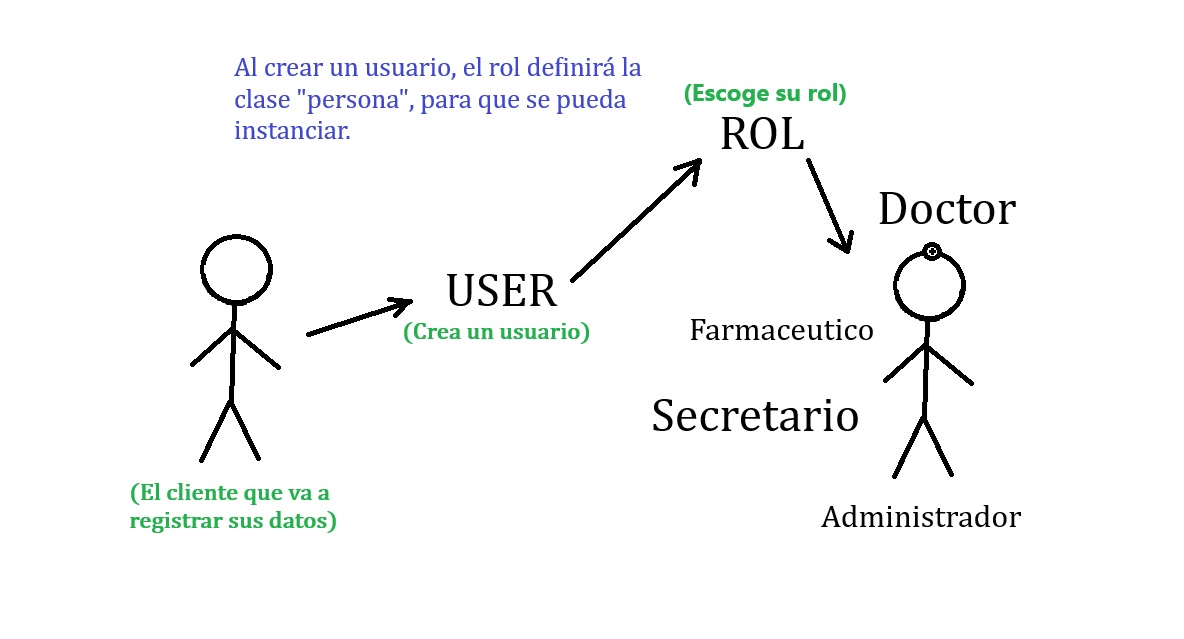 Al crear un usuario, el rol definirá la
clase "persona", para que se pueda
instanciar.
(Escoge su rol)
ROL
Doctor
USER
(Crea un usuario)
Farmaceutico
Secretario
(El cliente que va a
registrar sus datos)
Administrador